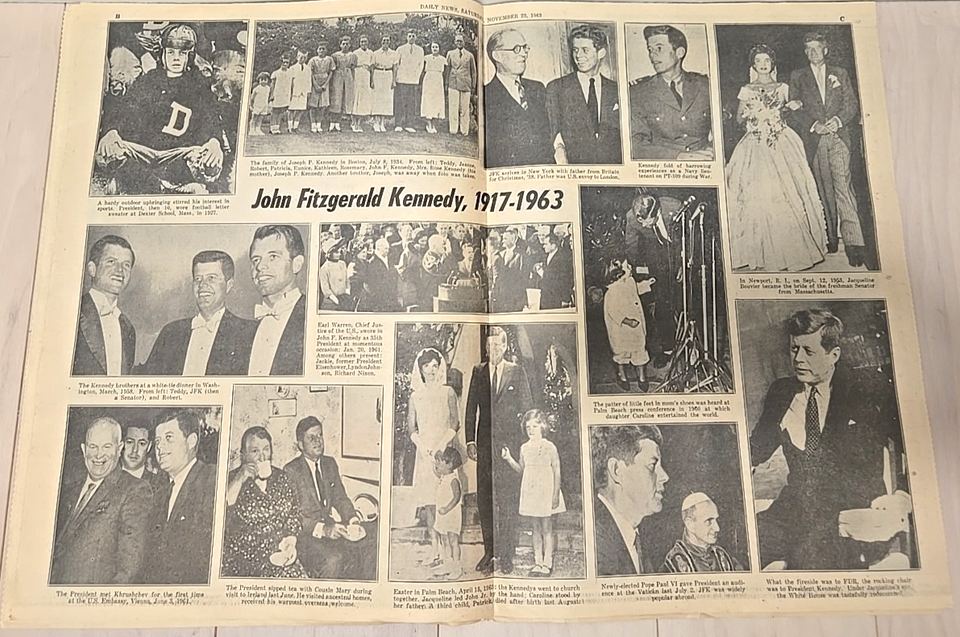 B
DAILY NEWS, SATURDAY, NOVEMBER 23, 1963
C
D
A hardy outdoor upbringing stirred his interest in
sports. President, then 10, wore football letter
sweater at Dexter School, Mass., in 1927.
The family of Joseph P. Kennedy in Boston, July 8, 1934. From left: Teddy, Jeanne,
Robert, Patricia, Eunice, Kathleen, Rosemary, John F. Kennedy, Mrs. Rose Kennedy (his
mother), Joseph P. Kennedy. Another brother, Joseph, was away when foto was taken.
JFK arrives in New York with father from Britain
for Christmas, '38. Father was U.S. envoy to London.
Kennedy told of harrowing
experiences as a Navy lieu-
tenant on PT-109 during War.
In Newport, R. I., on Sept. 12, 1953, Jacqueline
Bouvier became the bride of the freshman Senator
from Massachusetts.
John Fitzgerald Kennedy, 1917-1963
The Kennedy brothers at a white-tie dinner in Wash-
ington, March, 1958. From left: Teddy, JFK (then
a Senator), and Robert.
Earl Warren, Chief Jus-
tice of the U.S., swore in
John F. Kennedy as 35th
President at momentous
occasion: Jan. 20, 1961.
Among others present:
Jackie, former President
Eisenhower, Lyndon John-
son, Richard Nixon.
The patter of little feet in mom's shoes was heard at
Palm Beach press conference in 1960 at which
daughter Caroline entertained the world.
The President met Khrushchev for the first time
at the U.S. Embassy, Vienna, June 3, 1961.
The President sipped tea with Cousin Mary during
visit to Ireland last June. He visited ancestral homes,
received his warmest overseas welcome.
Easter in Palm Beach, April 15, 1963: the Kennedys went to church
together. Jacqueline led John Jr. by the hand; Caroline stood by
her father. A third child, Patrick, died after birth last August.
Newly-elected Pope Paul VI gave President an audi-
ence at the Vatican last July 2. JFK was widely
popular abroad.
What the fireside was to FDR, the rocking chair
was to President Kennedy. Under Jacqueline's eye
the White House was tastefully